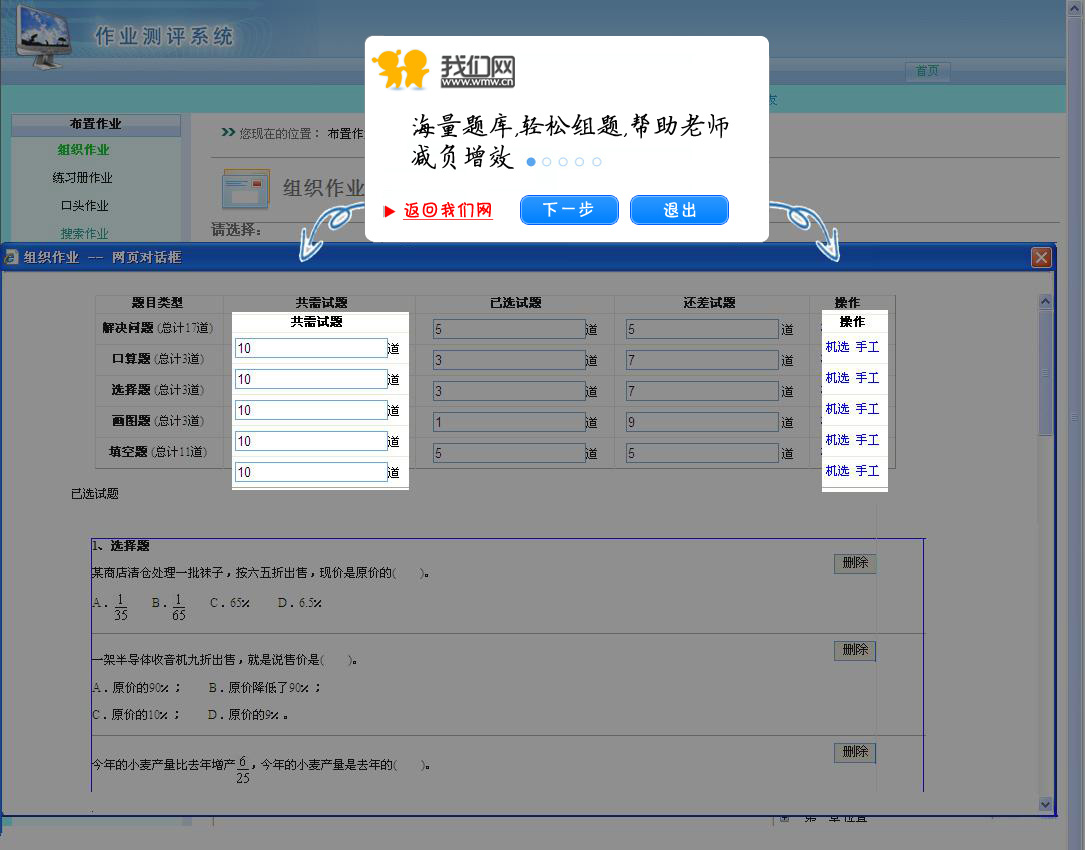 作业测评系统
首页
友
我们网
www.wmw.cn
海量题库,轻松组题,帮助老师
减负增效
返回我们网 下一步 退出
布置作业
组织作业
练习册作业
口头作业
搜索作业
您现在的位置： 布置作
组织作业
请选择：
组织作业 -- 网页对话框
题目类型 共需试题 已选试题 还差试题 操作
共需试题 操作
解决问题 (总计17道) 10 道 5 道 5 道 机选 手工
口算题 (总计3道) 10 道 3 道 7 道 机选 手工
选择题 (总计3道) 10 道 3 道 7 道 机选 手工
画图题 (总计3道) 10 道 1 道 9 道 机选 手工
填空题 (总计11道) 10 道 5 道 5 道 机选 手工
已选试题
1、选择题
某商店清仓处理一批袜子，按六五折出售，现价是原价的( )。 删除
A．1/35 B．1/65 C．65% D．6.5%
一架半导体收音机九折出售，就是说售价是( )。 删除
A．原价的90%； B．原价降低了90%；
C．原价的10%； D．原价的9%。
今年的小麦产量比去年增产6/25，今年的小麦产量是去年的( )。 删除